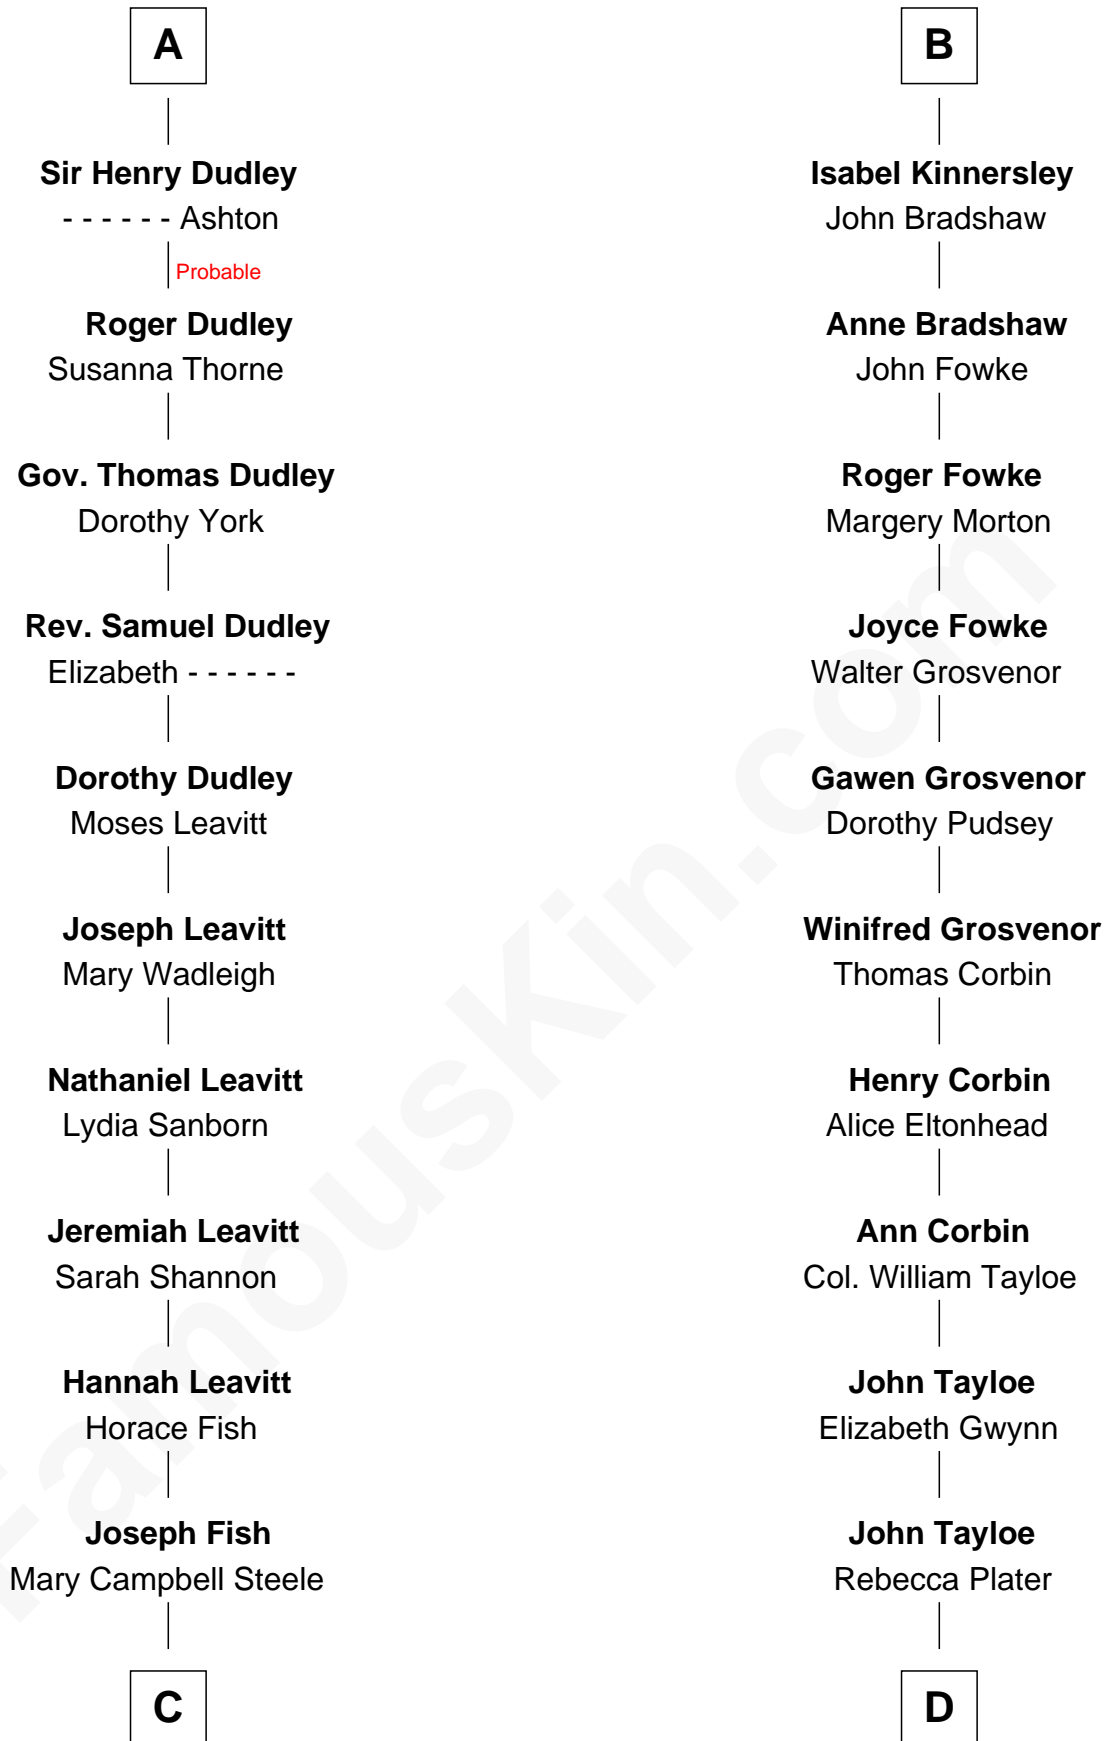 A
Sir Henry Dudley
- - - - - - Ashton
Probable
Roger Dudley
Susanna Thorne
Gov. Thomas Dudley
Dorothy York
Rev. Samuel Dudley
Elizabeth - - - - - -
Dorothy Dudley
Moses Leavitt
Joseph Leavitt
Mary Wadleigh
Nathaniel Leavitt
Lydia Sanborn
Jeremiah Leavitt
Sarah Shannon
Hannah Leavitt
Horace Fish
Joseph Fish
Mary Campbell Steele
C
B
Isabel Kinnersley
John Bradshaw
Anne Bradshaw
John Fowke
Roger Fowke
Margery Morton
Joyce Fowke
Walter Grosvenor
Gawen Grosvenor
Dorothy Pudsey
Winifred Grosvenor
Thomas Corbin
Henry Corbin
Alice Eltonhead
Ann Corbin
Col. William Tayloe
John Tayloe
Elizabeth Gwynn
John Tayloe
Rebecca Plater
D
FamousKin.com